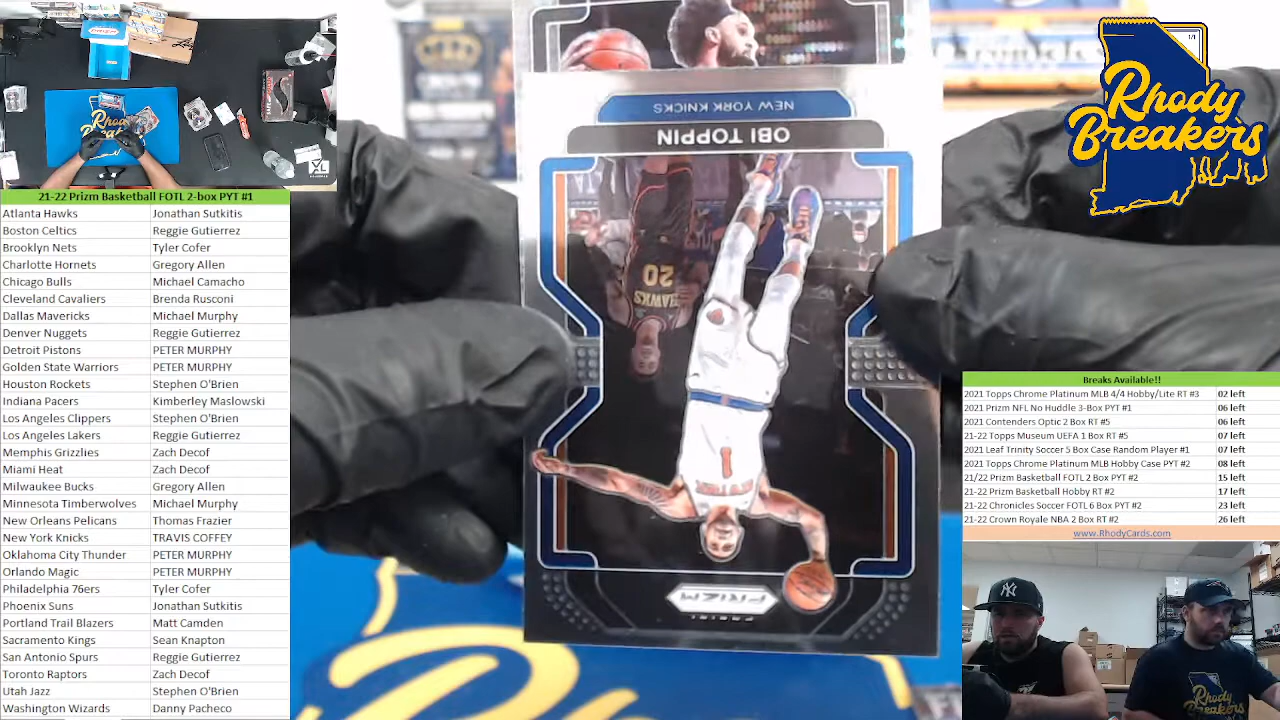 21-22 Prizm Basketball FOTL 2-box PYT #1
Atlanta Hawks Jonathan Sutkitis
Boston Celtics Reggie Gutierrez
Brooklyn Nets Tyler Cofer
Charlotte Hornets Gregory Allen
Chicago Bulls Michael Camacho
Cleveland Cavaliers Brenda Rusconi
Dallas Mavericks Michael Murphy
Denver Nuggets Reggie Gutierrez
Detroit Pistons PETER MURPHY
Golden State Warriors PETER MURPHY
Houston Rockets Stephen O'Brien
Indiana Pacers Kimberley Maslowski
Los Angeles Clippers Stephen O'Brien
Los Angeles Lakers Reggie Gutierrez
Memphis Grizzlies Zach Decof
Miami Heat Zach Decof
Milwaukee Bucks Gregory Allen
Minnesota Timberwolves Michael Murphy
New Orleans Pelicans Thomas Frazier
New York Knicks TRAVIS COFFEY
Oklahoma City Thunder PETER MURPHY
Orlando Magic PETER MURPHY
Philadelphia 76ers Tyler Cofer
Phoenix Suns Jonathan Sutkitis
Portland Trail Blazers Matt Camden
Sacramento Kings Sean Knapton
San Antonio Spurs Reggie Gutierrez
Toronto Raptors Zach Decof
Utah Jazz Stephen O'Brien
Washington Wizards Danny Pacheco
NEW YORK KNICKS
OBI TOPPIN
HAWKS
20
1
PANINI
PRIZM
1/1
Rhody
Breakers
Breaks Available!!
2021 Topps Chrome Platinum MLB 4/4 Hobby/Lite RT #3 02 left
2021 Prizm NFL No Huddle 3-Box PYT #1 06 left
2021 Contenders Optic 2 Box RT #5 06 left
21-22 Topps Museum UEFA 1 Box RT #5 07 left
2021 Leaf Trinity Soccer 5 Box Case Random Player #1 07 left
2021 Topps Chrome Platinum MLB Hobby Case PYT #2 08 left
21/22 Prizm Basketball FOTL 2 Box PYT #2 15 left
21-22 Prizm Basketball Hobby RT #2 17 left
21-22 Chronicles Soccer FOTL 6 Box PYT #2 23 left
21-22 Crown Royale NBA 2 Box RT #2 26 left
www.RhodyCards.com
Rhody
Breakers